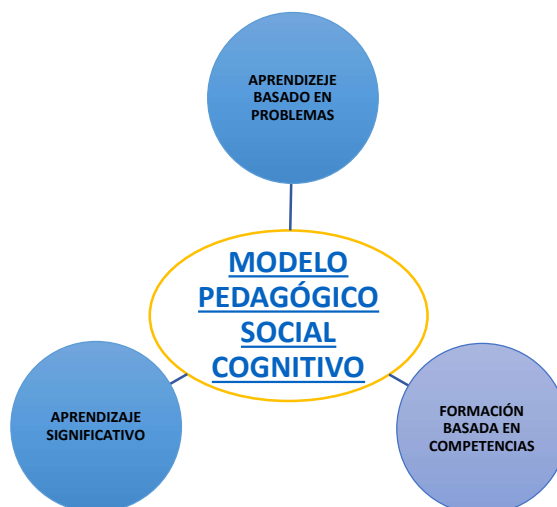 APRENDIZEJE
BASADO EN
PROBLEMAS
MODELO
PEDAGÓGICO
SOCIAL
COGNITIVO
APRENDIZAJE
SIGNIFICATIVO
FORMACIÓN
BASADA EN
COMPETENCIAS